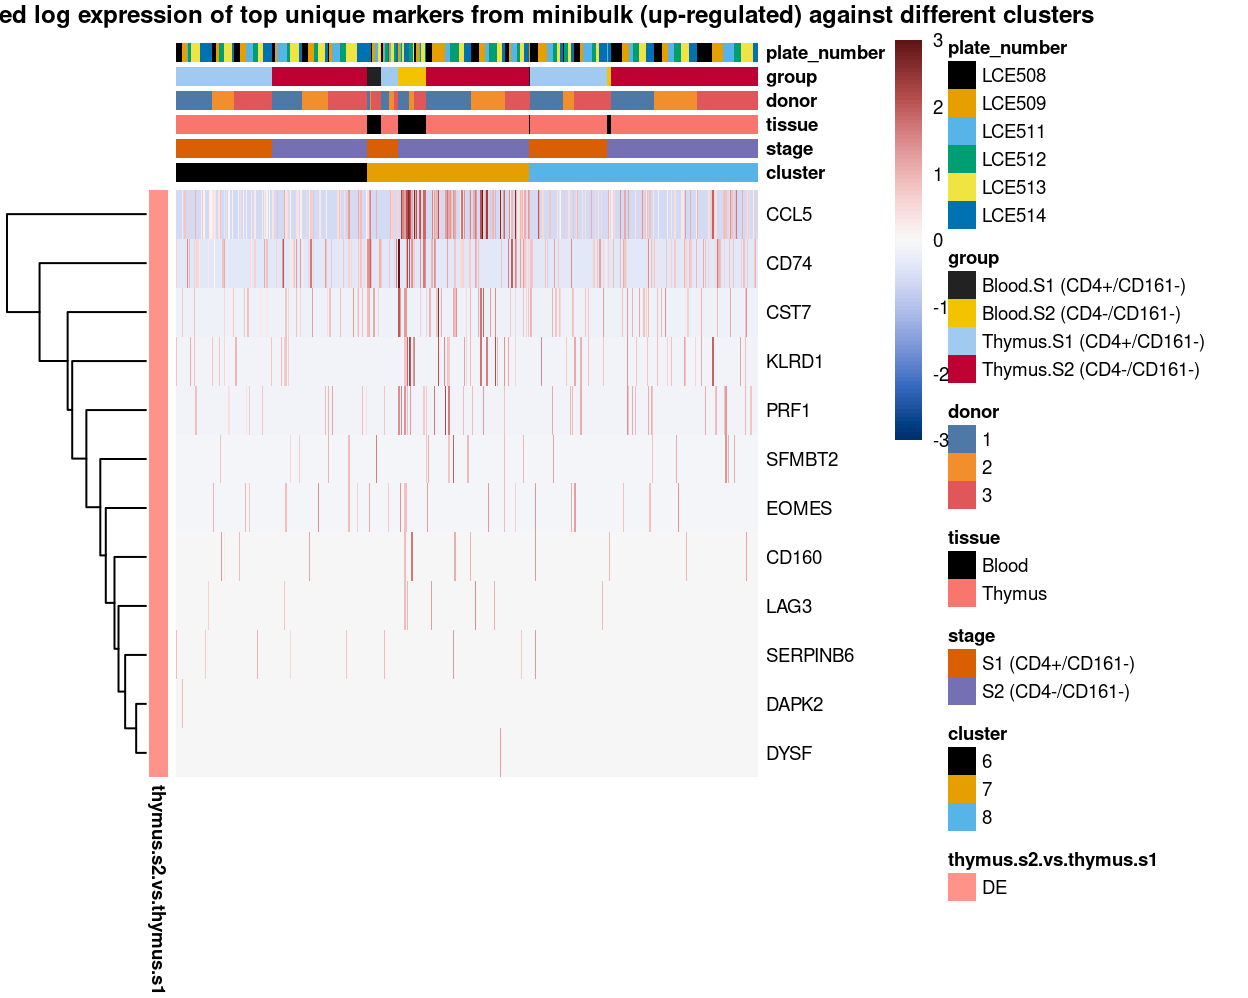 ed log expression of top unique markers from minibulk (up-regulated) against different clusters
plate_number
group
donor
tissue
stage
cluster
CCL5
CD74
CST7
KLRD1
PRF1
SFMBT2
EOMES
CD160
LAG3
SERPINB6
DAPK2
DYSF
thymus.s2.vs.thymus.s1
3
2
1
0
-1
-2
-3
plate_number
LCE508
LCE509
LCE511
LCE512
LCE513
LCE514
group
Blood.S1 (CD4+/CD161-)
Blood.S2 (CD4-/CD161-)
Thymus.S1 (CD4+/CD161-)
Thymus.S2 (CD4-/CD161-)
donor
1
2
3
tissue
Blood
Thymus
stage
S1 (CD4+/CD161-)
S2 (CD4-/CD161-)
cluster
6
7
8
thymus.s2.vs.thymus.s1
DE